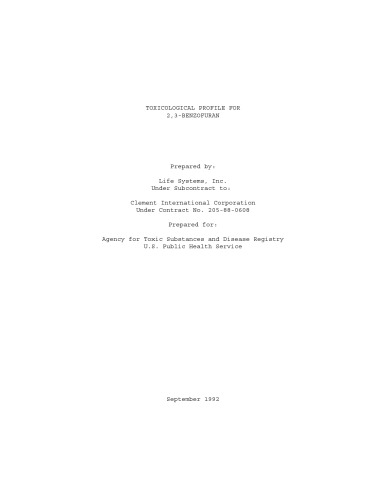 TOXICOLOGICAL PROFILE FOR
2,3-BENZOFURAN
Prepared by:
Life Systems, Inc.
Under Subcontract to:
Clement International Corporation
Under Contract No. 205-88-0608
Prepared for:
Agency for Toxic Substances and Disease Registry
U.S. Public Health Service
September 1992